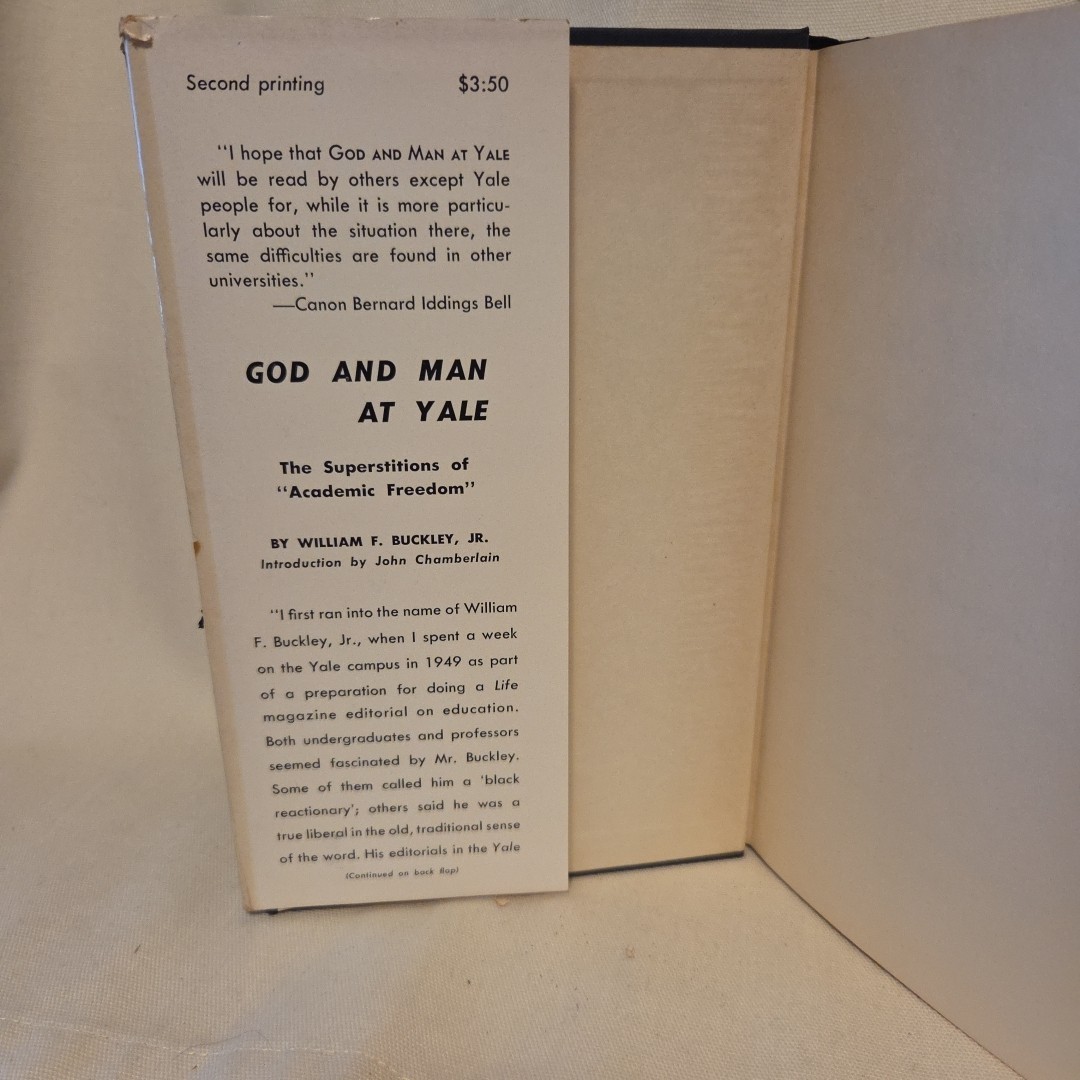 Second printing $3:50
"I hope that GOD AND MAN AT YALE
will be read by others except Yale
people for, while it is more particu-
larly about the situation there, the
same difficulties are found in other
universities."
—Canon Bernard Iddings Bell
GOD AND MAN
AT YALE
The Superstitions of
"Academic Freedom"
BY WILLIAM F. BUCKLEY, JR.
Introduction by John Chamberlain
"I first ran into the name of William
F. Buckley, Jr., when I spent a week
on the Yale campus in 1949 as part
of a preparation for doing a Life
magazine editorial on education.
Both undergraduates and professors
seemed fascinated by Mr. Buckley.
Some of them called him a 'black
reactionary'; others said he was a
true liberal in the old, traditional sense
of the word. His editorials in the Yale
(Continued on back flap)